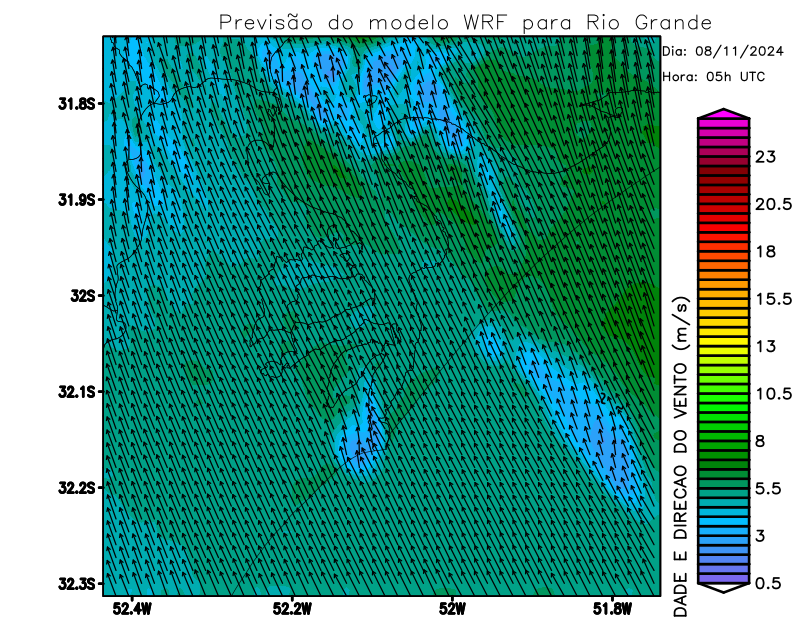 Previsão do modelo WRF para Rio Grande
Dia: 08/11/2024
Hora: 05h UTC
31.8S
31.9S
32S
32.1S
32.2S
32.3S
52.4W
52.2W
52W
51.8W
23
20.5
18
15.5
13
10.5
8
5.5
3
0.5
DADE E DIRECAO DO VENTO (m/s)